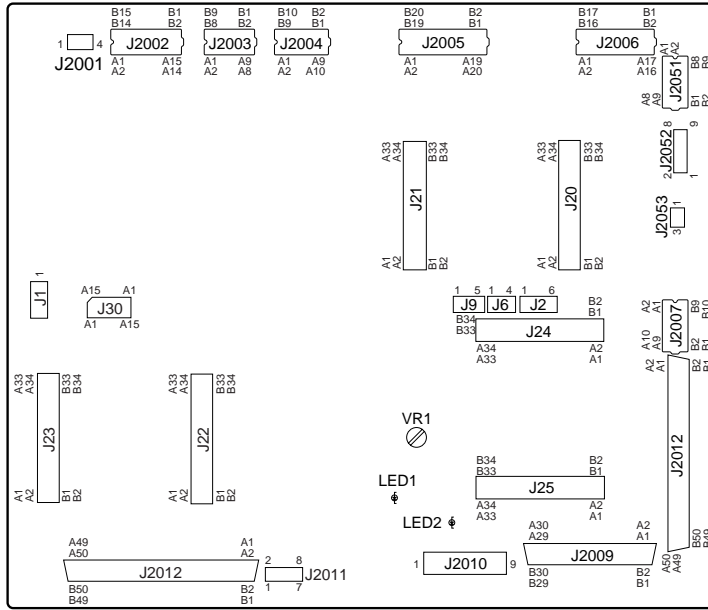 B15 B1 B9 B1 B10 B2 B20 B2 B17 B1
B14 B2 B8 B2 B9 B1 B19 B1 B16 B2
1 4 J2002 J2003 J2004 J2005 J2006
J2001
A1 A15 A1 A9 A1 A9 A1 A19 A1 A17
A2 A14 A2 A8 A2 A10 A2 A20 A2 A16
A1 A2 B8 B9
J2051
A8 A9 B1 B2
8 9
J2052
2 1
A33 A34 B33 B34
J21
A1 A2 B1 B2
A33 A34 B33 B34
J20
A1 A2 B1 B2
1
J2053
3
1
J1
A15 A1
J30
A1 A15
1 5 1 4 1 6
J9 J6 J2
B34 B2
B33 B1
J24
A34 A2
A33 A1
A2 A1 B9 B10
J2007
A10 A9 B2 B1
A2 A1 B2 B1
J2012
A50 A49 B50 B49
A33 A34 B33 B34
J23
A1 A2 B1 B2
A33 A34 B33 B34
J22
A1 A2 B1 B2
VR1
LED1
LED2
B34 B2
B33 B1
J25
A34 A2
A33 A1
A49 A1
A50 A2
J2012
B50 B2
B49 B1
2 8
J2011
1 7
1 J2010 9
A30 A2
A29 A1
J2009
B30 B2
B29 B1